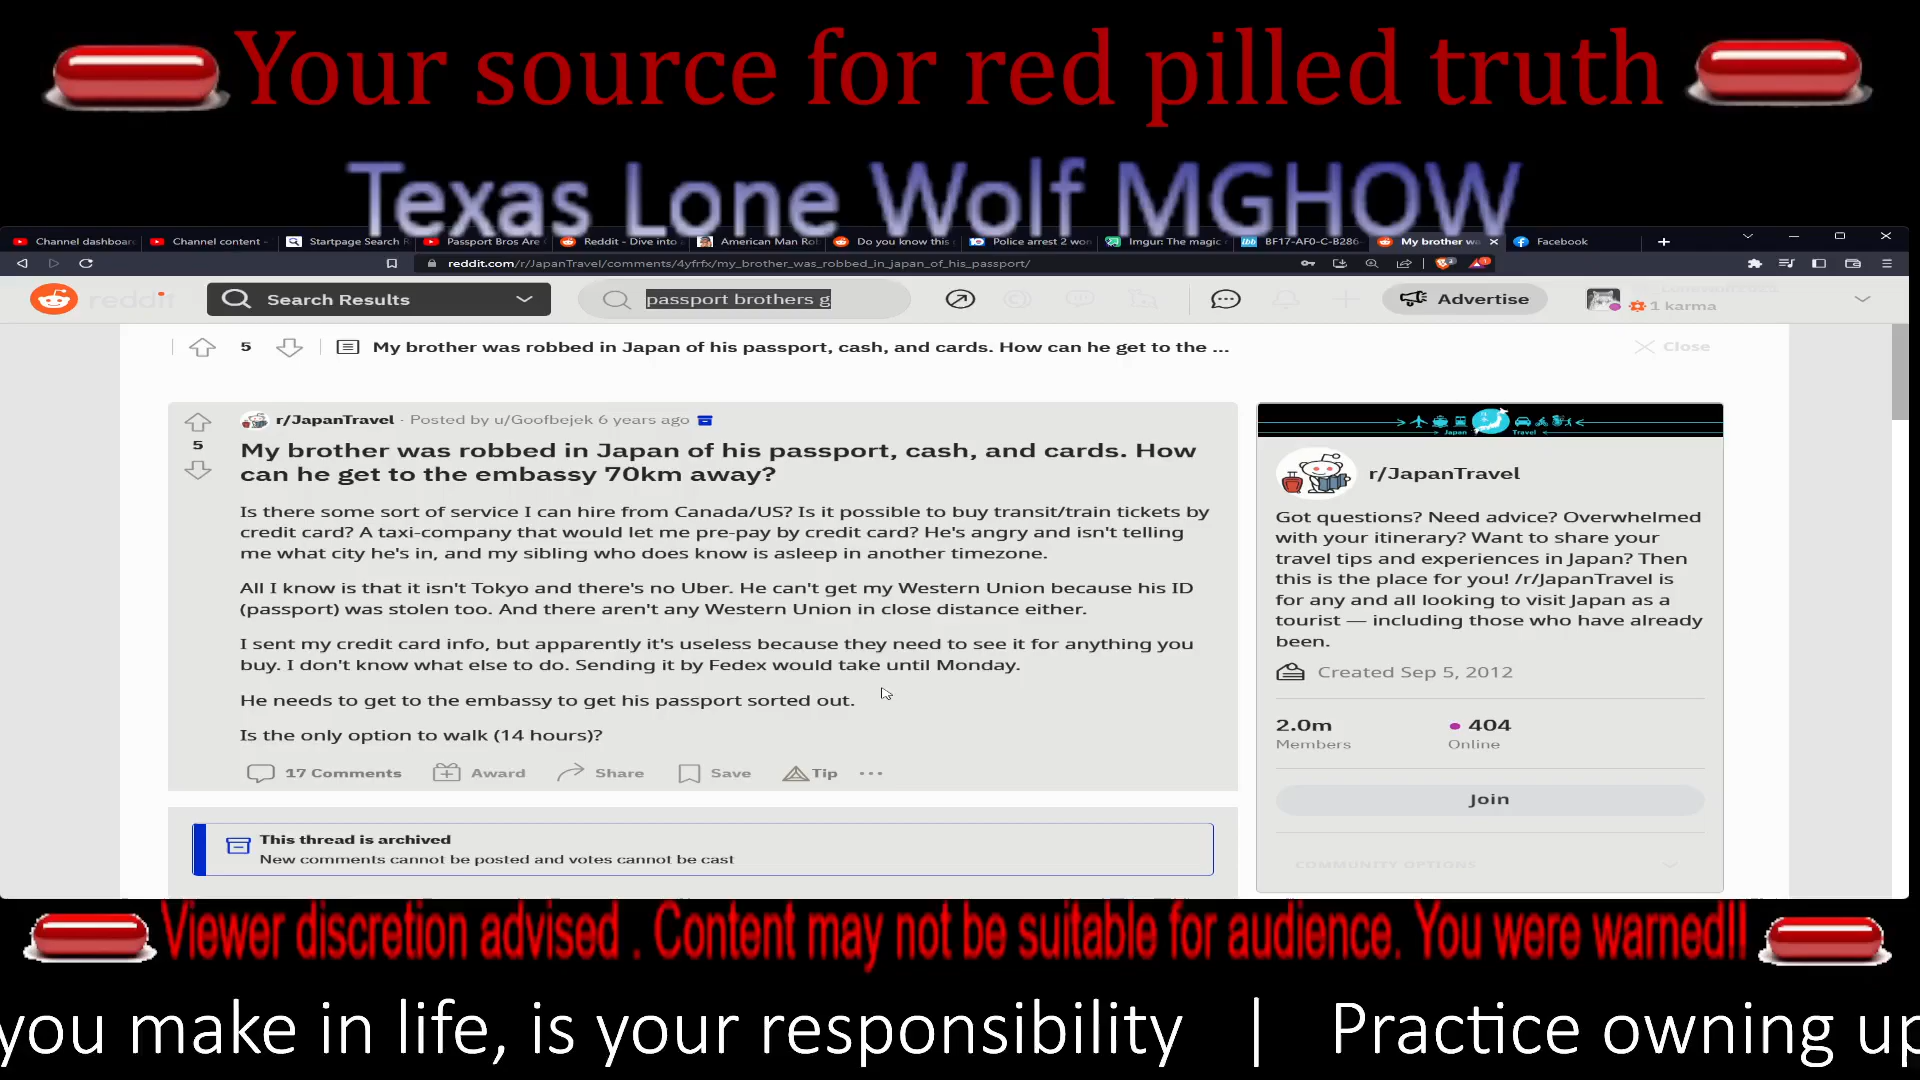 Your source for red pilled truth
Texas Lone Wolf MGHOW
Channel dashboar
Channel content -
Startpage Search R
Passport Bros Are
Reddit - Dive into
American Man Rob
Do you know this
Police arrest 2 wom
Imgur: The magic
BF17-AF0-C-B286-
My brother wa
Facebook
reddit.com/r/JapanTravel/comments/4yfrfx/my_brother_was_robbed_in_japan_of_his_passport/
reddit
Search Results
passport brothers g
Advertise
1 karma
5
My brother was robbed in Japan of his passport, cash, and cards. How can he get to the ...
Close
r/JapanTravel · Posted by u/Goofbejek 6 years ago
5
My brother was robbed in Japan of his passport, cash, and cards. How
can he get to the embassy 70km away?
Is there some sort of service I can hire from Canada/US? Is it possible to buy transit/train tickets by
credit card? A taxi-company that would let me pre-pay by credit card? He's angry and isn't telling
me what city he's in, and my sibling who does know is asleep in another timezone.
All I know is that it isn't Tokyo and there's no Uber. He can't get my Western Union because his ID
(passport) was stolen too. And there aren't any Western Union in close distance either.
I sent my credit card info, but apparently it's useless because they need to see it for anything you
buy. I don't know what else to do. Sending it by Fedex would take until Monday.
He needs to get to the embassy to get his passport sorted out.
Is the only option to walk (14 hours)?
17 Comments
Award
Share
Save
Tip
This thread is archived
New comments cannot be posted and votes cannot be cast
Japan
Travel
r/JapanTravel
Got questions? Need advice? Overwhelmed
with your itinerary? Want to share your
travel tips and experiences in Japan? Then
this is the place for you! /r/JapanTravel is
for any and all looking to visit Japan as a
tourist — including those who have already
been.
Created Sep 5, 2012
2.0m
Members
404
Online
Join
COMMUNITY OPTIONS
Viewer discretion advised . Content may not be suitable for audience. You were warned!!
you make in life, is your responsibility | Practice owning up